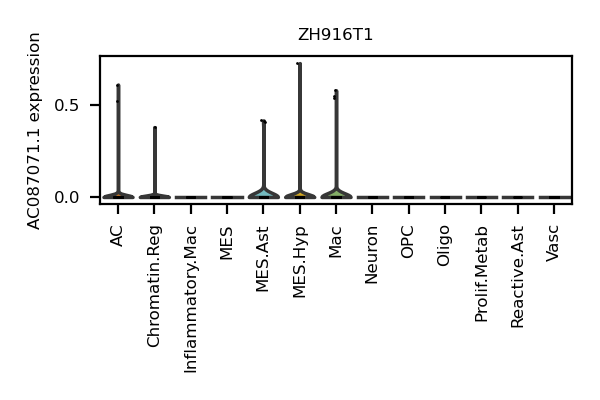 ZH916T1
AC087071.1 expression
0.5
0.0
AC
Chromatin.Reg
Inflammatory.Mac
MES
MES.Ast
MES.Hyp
Mac
Neuron
OPC
Oligo
Prolif.Metab
Reactive.Ast
Vasc